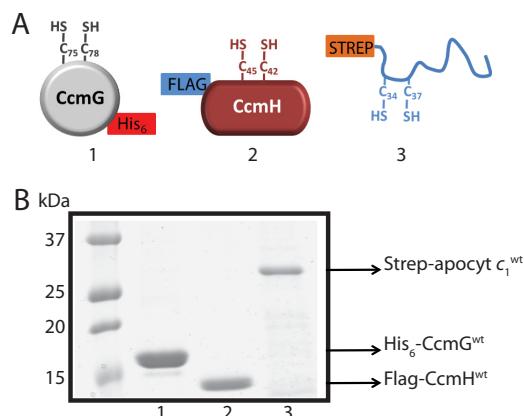 A
HS SH
C75 C78
CcmG
His6
1
HS SH
C45 C42
FLAG
CcmH
2
STREP
C34 C37
HS SH
3
B kDa
37
25
20
15
Strep-apocyt c1wt
His6-CcmGwt
Flag-CcmHwt
1 2 3